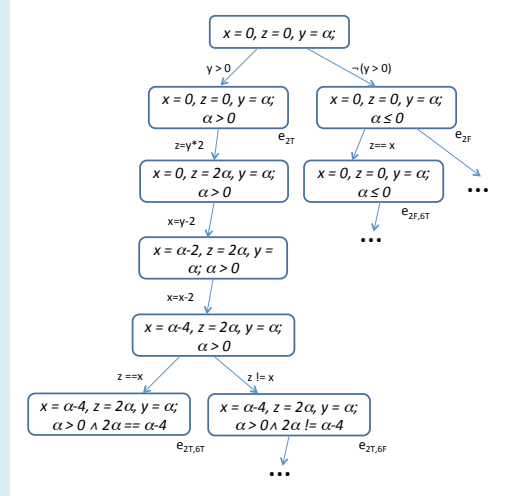 x = 0, z = 0, y = α;
y > 0
¬(y > 0)
x = 0, z = 0, y = α;
α > 0
e2T
x = 0, z = 0, y = α;
α ≤ 0
e2F
z=y*2
z== x
x = 0, z = 2α, y = α;
α > 0
x = 0, z = 0, y = α;
α ≤ 0
...
e2F,6T
x=y-2
...
x = α-2, z = 2α, y =
α; α > 0
x=x-2
x = α-4, z = 2α, y = α;
α > 0
z ==x
z != x
x = α-4, z = 2α, y = α;
α > 0 ∧ 2α == α-4
e2T,6T
x = α-4, z = 2α, y = α;
α > 0 ∧ 2α != α-4
e2T,6F
...